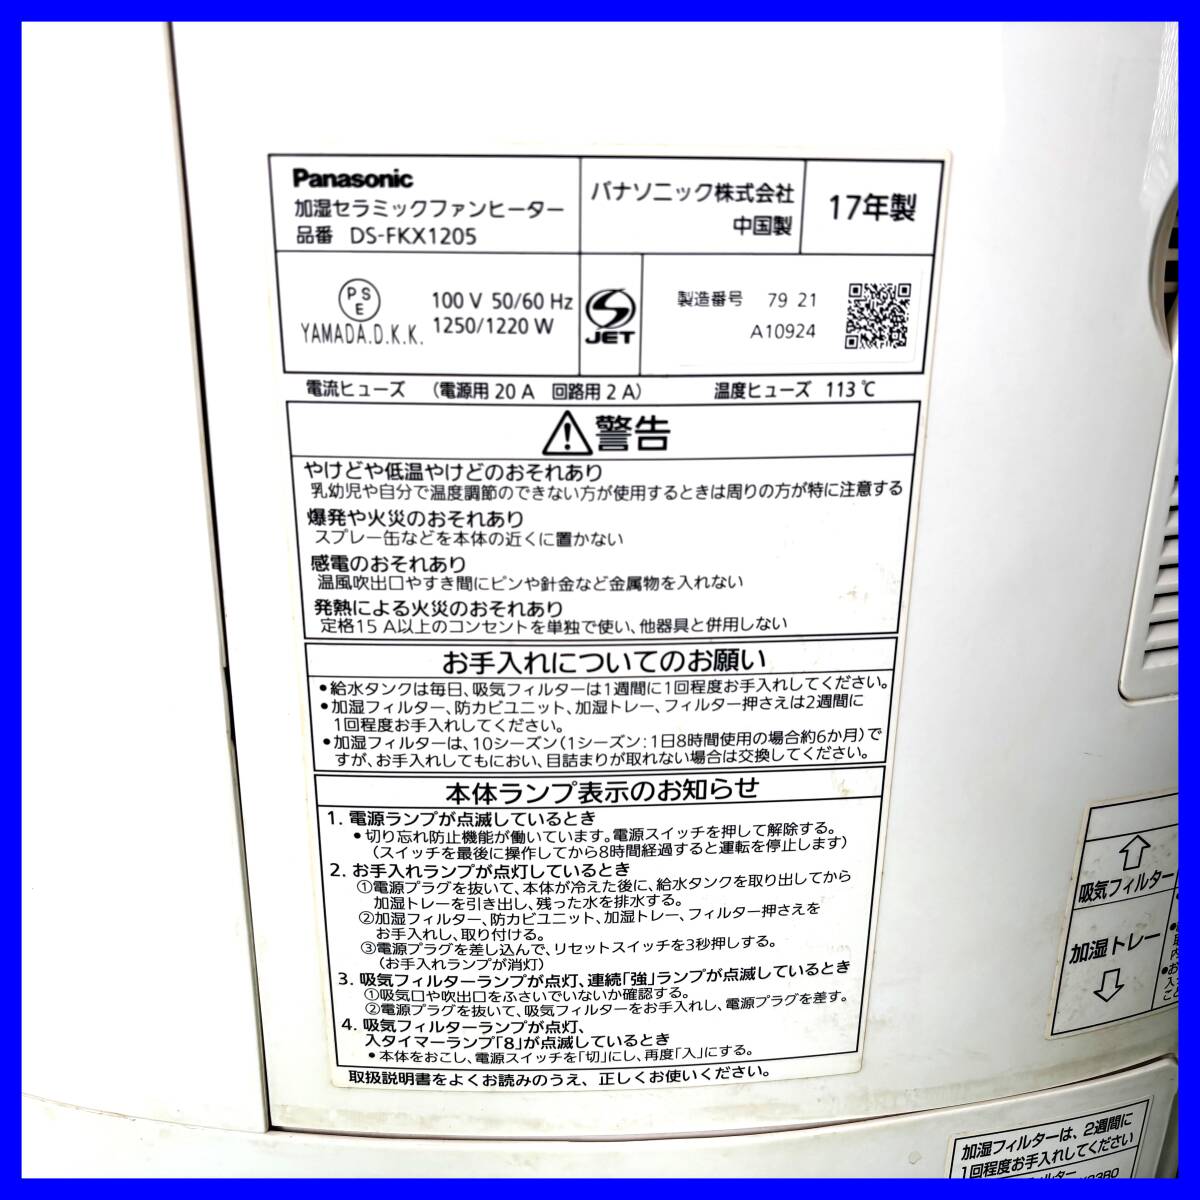 Panasonic
加湿セラミックファンヒーター
品番 DS-FKX1205
パナソニック株式会社
中国製
17年製
PSE
YAMADA.D.K.K.
100 V 50/60 Hz
1250/1220 W
JET
製造番号 79 21
A10924
電流ヒューズ (電源用 20 A 回路用 2 A) 温度ヒューズ 113 ℃
警告
やけどや低温やけどのおそれあり
乳幼児や自分で温度調節のできない方が使用するときは周りの方が特に注意する
爆発や火災のおそれあり
スプレー缶などを本体の近くに置かない
感電のおそれあり
温風吹出口やすき間にピンや針金など金属物を入れない
発熱による火災のおそれあり
定格15 A以上のコンセントを単独で使い、他器具と併用しない
お手入れについてのお願い
●給水タンクは毎日、吸気フィルターは1週間に1回程度お手入れしてください。
●加湿フィルター、防カビユニット、加湿トレー、フィルター押さえは2週間に
1回程度お手入れしてください。
●加湿フィルターは、10シーズン(1シーズン:1日8時間使用の場合約6か月)で
すが、お手入れしてもにおい、目詰まりが取れない場合は交換してください。
本体ランプ表示のお知らせ
1. 電源ランプが点滅しているとき
●切り忘れ防止機能が働いています。電源スイッチを押して解除する。
(スイッチを最後に操作してから8時間経過すると運転を停止します)
2. お手入れランプが点灯しているとき
①電源プラグを抜いて、本体が冷えた後に、給水タンクを取り出してから
加湿トレーを引き出し、残った水を排水する。
②加湿フィルター、防カビユニット、加湿トレー、フィルター押さえを
お手入れし、取り付ける。
③電源プラグを差し込んで、リセットスイッチを3秒押しする。
(お手入れランプが消灯)
3. 吸気フィルターランプが点灯、連続「強」ランプが点滅しているとき
①吸気口や吹出口をふさいでいないか確認する。
②電源プラグを抜いて、吸気フィルターをお手入れし、電源プラグを差す。
4. 吸気フィルターランプが点灯、
入タイマーランプ「8」が点滅しているとき
●本体をおこし、電源スイッチを「切」にし、再度「入」にする。
取扱説明書をよくお読みのうえ、正しくお使いください。
吸気フィルター
加湿トレー
加湿フィルターは、2週間に
1回程度お手入れしてください